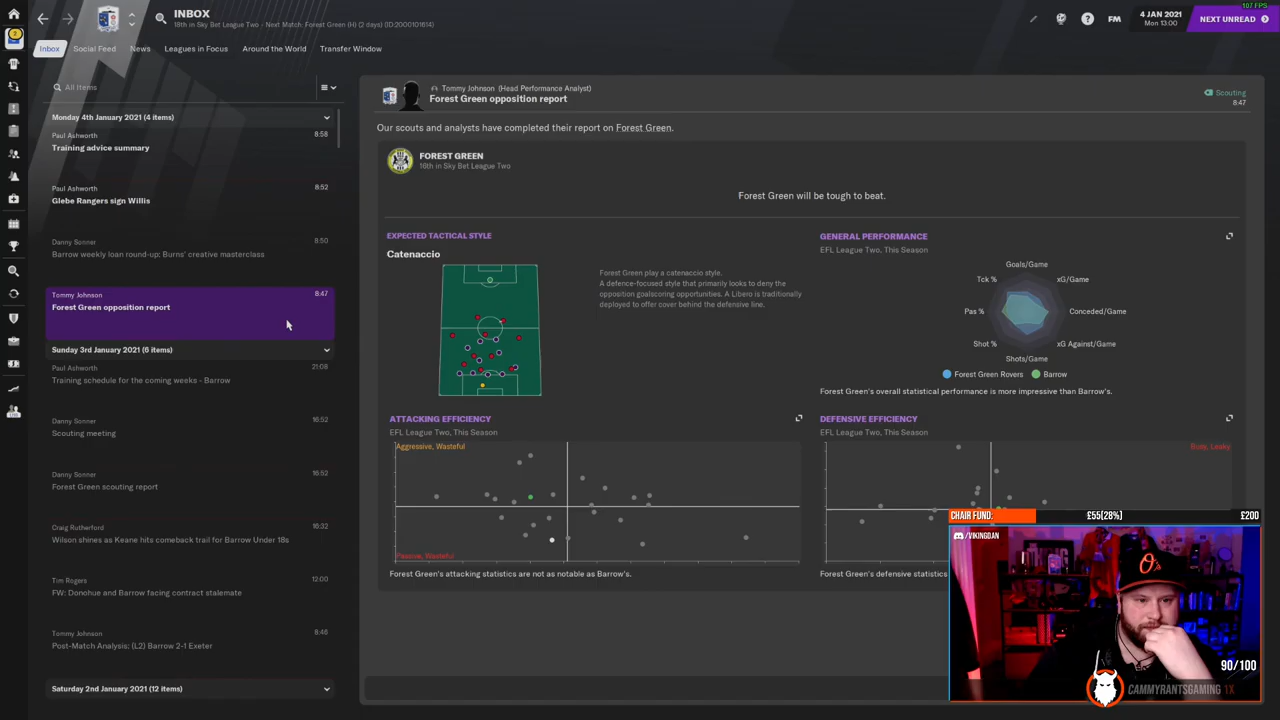 107 FPS
INBOX
18th in Sky Bet League Two - Next Match: Forest Green (H) (2 days) (ID:2000101614)
FM
4 JAN 2021
Mon 13:00
NEXT UNREAD
2
Inbox
Social Feed
News
Leagues in Focus
Around the World
Transfer Window
All Items
Monday 4th January 2021 (4 items)
Paul Ashworth
8:58
Training advice summary
Paul Ashworth
8:52
Glebe Rangers sign Willis
Danny Sonner
8:50
Barrow weekly loan round-up: Burns' creative masterclass
Tommy Johnson
8:47
Forest Green opposition report
Sunday 3rd January 2021 (6 items)
Paul Ashworth
21:08
Training schedule for the coming weeks - Barrow
Danny Sonner
16:52
Scouting meeting
Danny Sonner
Forest Green scouting report
Craig Rutherford
16:32
Wilson shines as Keane hits comeback trail for Barrow Under 18s
Tim Rogers
12:00
FW: Donohue and Barrow facing contract stalemate
Tommy Johnson
8:46
Post-Match Analysis: (L2) Barrow 2-1 Exeter
Saturday 2nd January 2021 (12 items)
Tommy Johnson (Head Performance Analyst)
Forest Green opposition report
Scouting
8:47
Our scouts and analysts have completed their report on Forest Green.
FOREST GREEN
16th in Sky Bet League Two
Forest Green will be tough to beat.
EXPECTED TACTICAL STYLE
Catenaccio
Forest Green play a catenaccio style.
A defence-focused style that primarily looks to deny the
opposition goalscoring opportunities. A Libero is traditionally
deployed to offer cover behind the defensive line.
GENERAL PERFORMANCE
EFL League Two, This Season
Goals/Game
Tck %
xG/Game
Pas %
Conceded/Game
Shot %
xG Against/Game
Shots/Game
Forest Green Rovers
Barrow
Forest Green's overall statistical performance is more impressive than Barrow's.
ATTACKING EFFICIENCY
EFL League Two, This Season
Aggressive, Wasteful
Passive, Wasteful
Forest Green's attacking statistics are not as notable as Barrow's.
DEFENSIVE EFFICIENCY
EFL League Two, This Season
Busy, Leaky
Forest Green's defensive statistics
CHAIR FUND:
£55(28%)
£200
/VIKINGDAN
90/100
CAMMYRANTSGAMING 1X